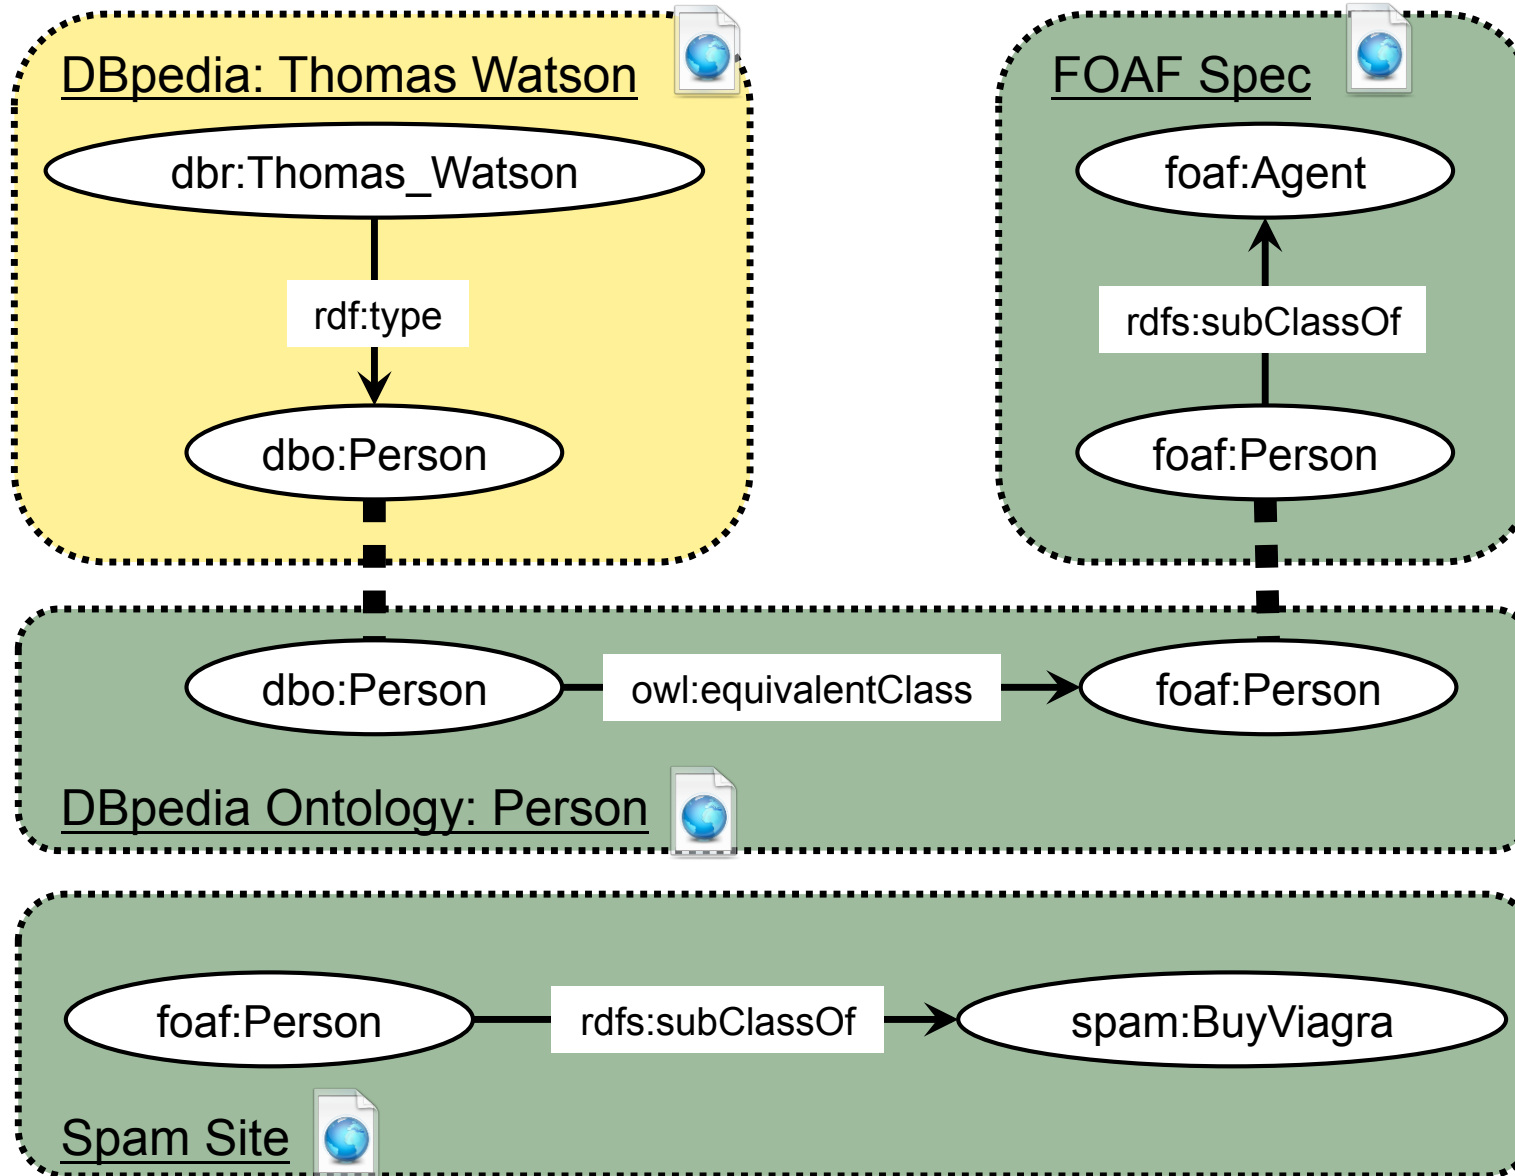 DBpedia: Thomas Watson
dbr:Thomas_Watson
rdf:type
dbo:Person
FOAF Spec
foaf:Agent
rdfs:subClassOf
foaf:Person
dbo:Person
owl:equivalentClass
foaf:Person
DBpedia Ontology: Person
foaf:Person
rdfs:subClassOf
spam:BuyViagra
Spam Site